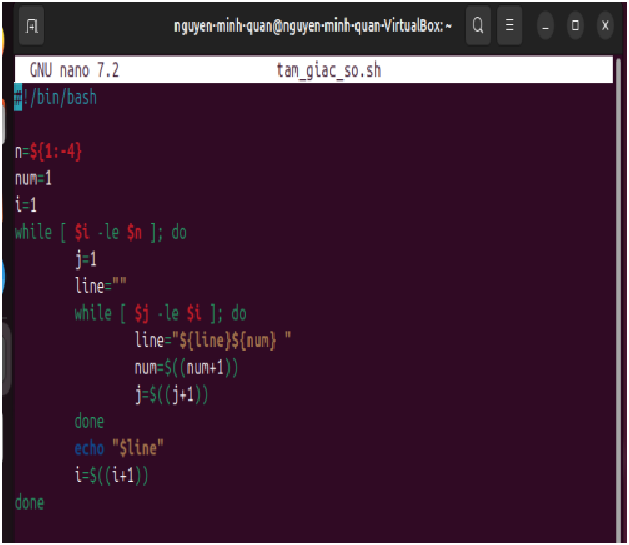 nguyen-minh-quan@nguyen-minh-quan-VirtualBox: ~
GNU nano 7.2 tam_giac_so.sh
#!/bin/bash

n=${1:-4}
num=1
i=1
while [ $i -le $n ]; do
        j=1
        line=""
        while [ $j -le $i ]; do
                line="${line}${num} "
                num=$((num+1))
                j=$((j+1))
        done
        echo "$line"
        i=$((i+1))
done